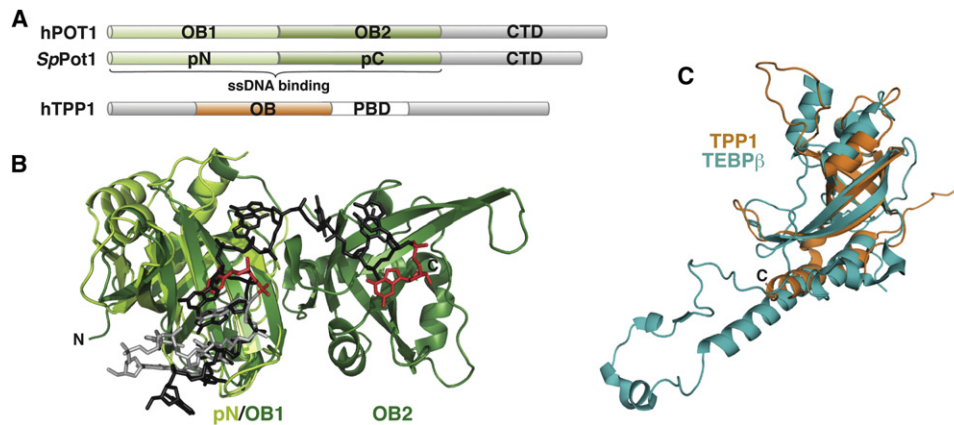 A
hPOT1 OB1 OB2 CTD
SpPot1 pN pC CTD
ssDNA binding
hTPP1 OB PBD
B
N
C
pN/OB1 OB2
C
TPP1
TEBPβ
C